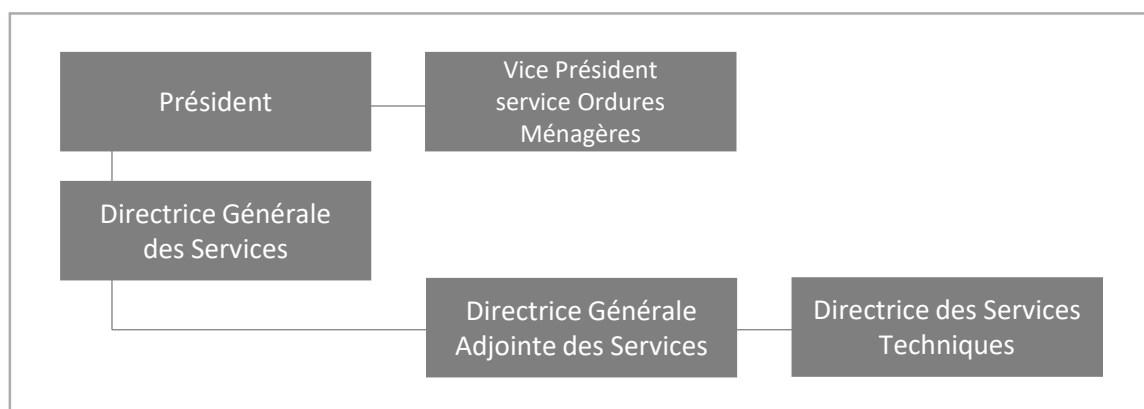 Président
Vice Président
service Ordures
Ménagères
Directrice Générale
des Services
Directrice Générale
Adjointe des Services
Directrice des Services
Techniques